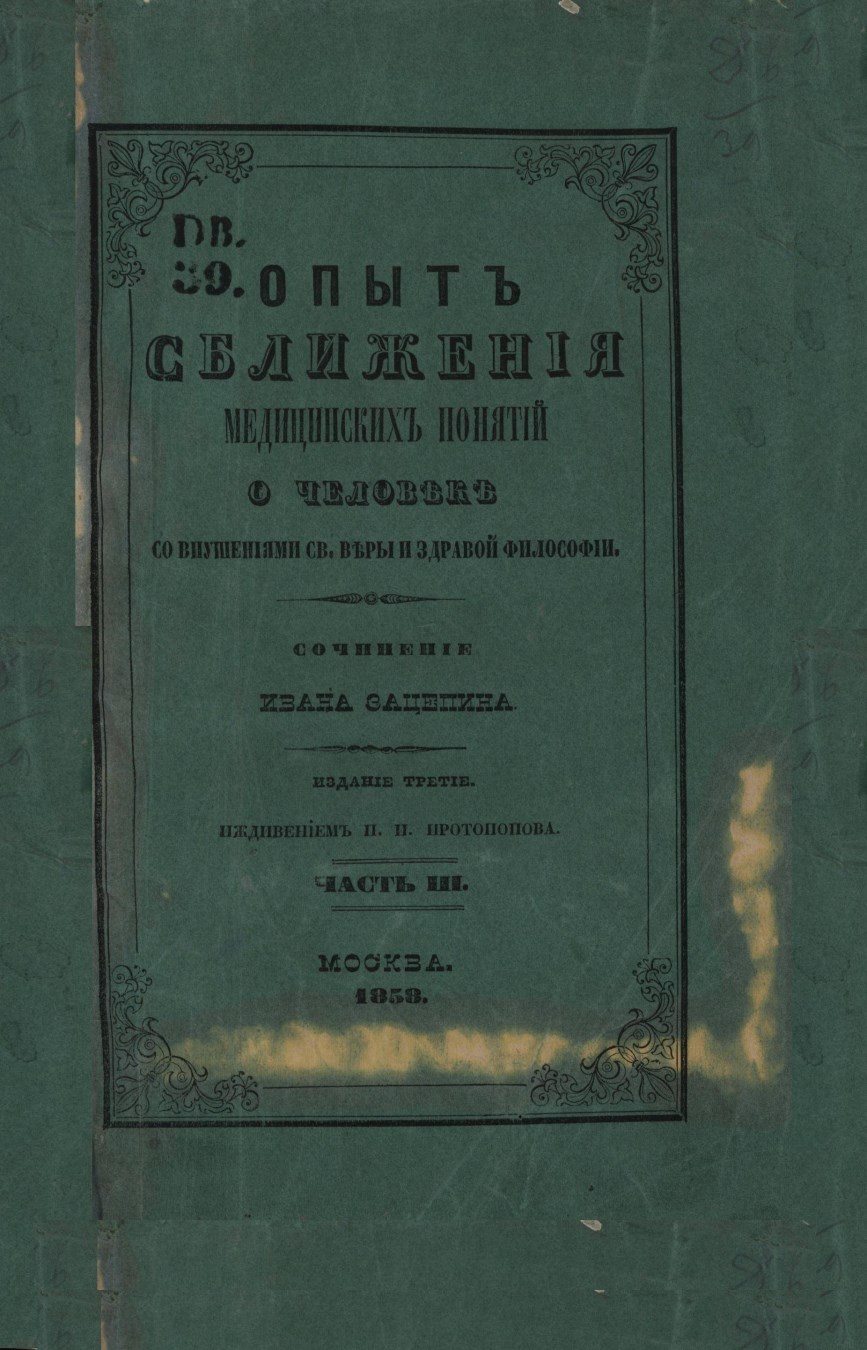 DB.
39.
ОПЫТЪ
СБЛИЖЕНІЯ
МЕДИЦИНСКИХЪ ПОНЯТІЙ
О ЧЕЛОВѢКѢ
СО ВНУШЕНІЯМИ СВ. ВѢРЫ И ЗДРАВОЙ ФИЛОСОФІИ.
СОЧИНЕНІЕ
ИВАНА ЗАЦЕПИНА.
ИЗДАНІЕ ТРЕТІЕ.
ИЖДИВЕНІЕМЪ П. И. ПРОТОПОПОВА.
ЧАСТЬ III.
МОСКВА.
1858.